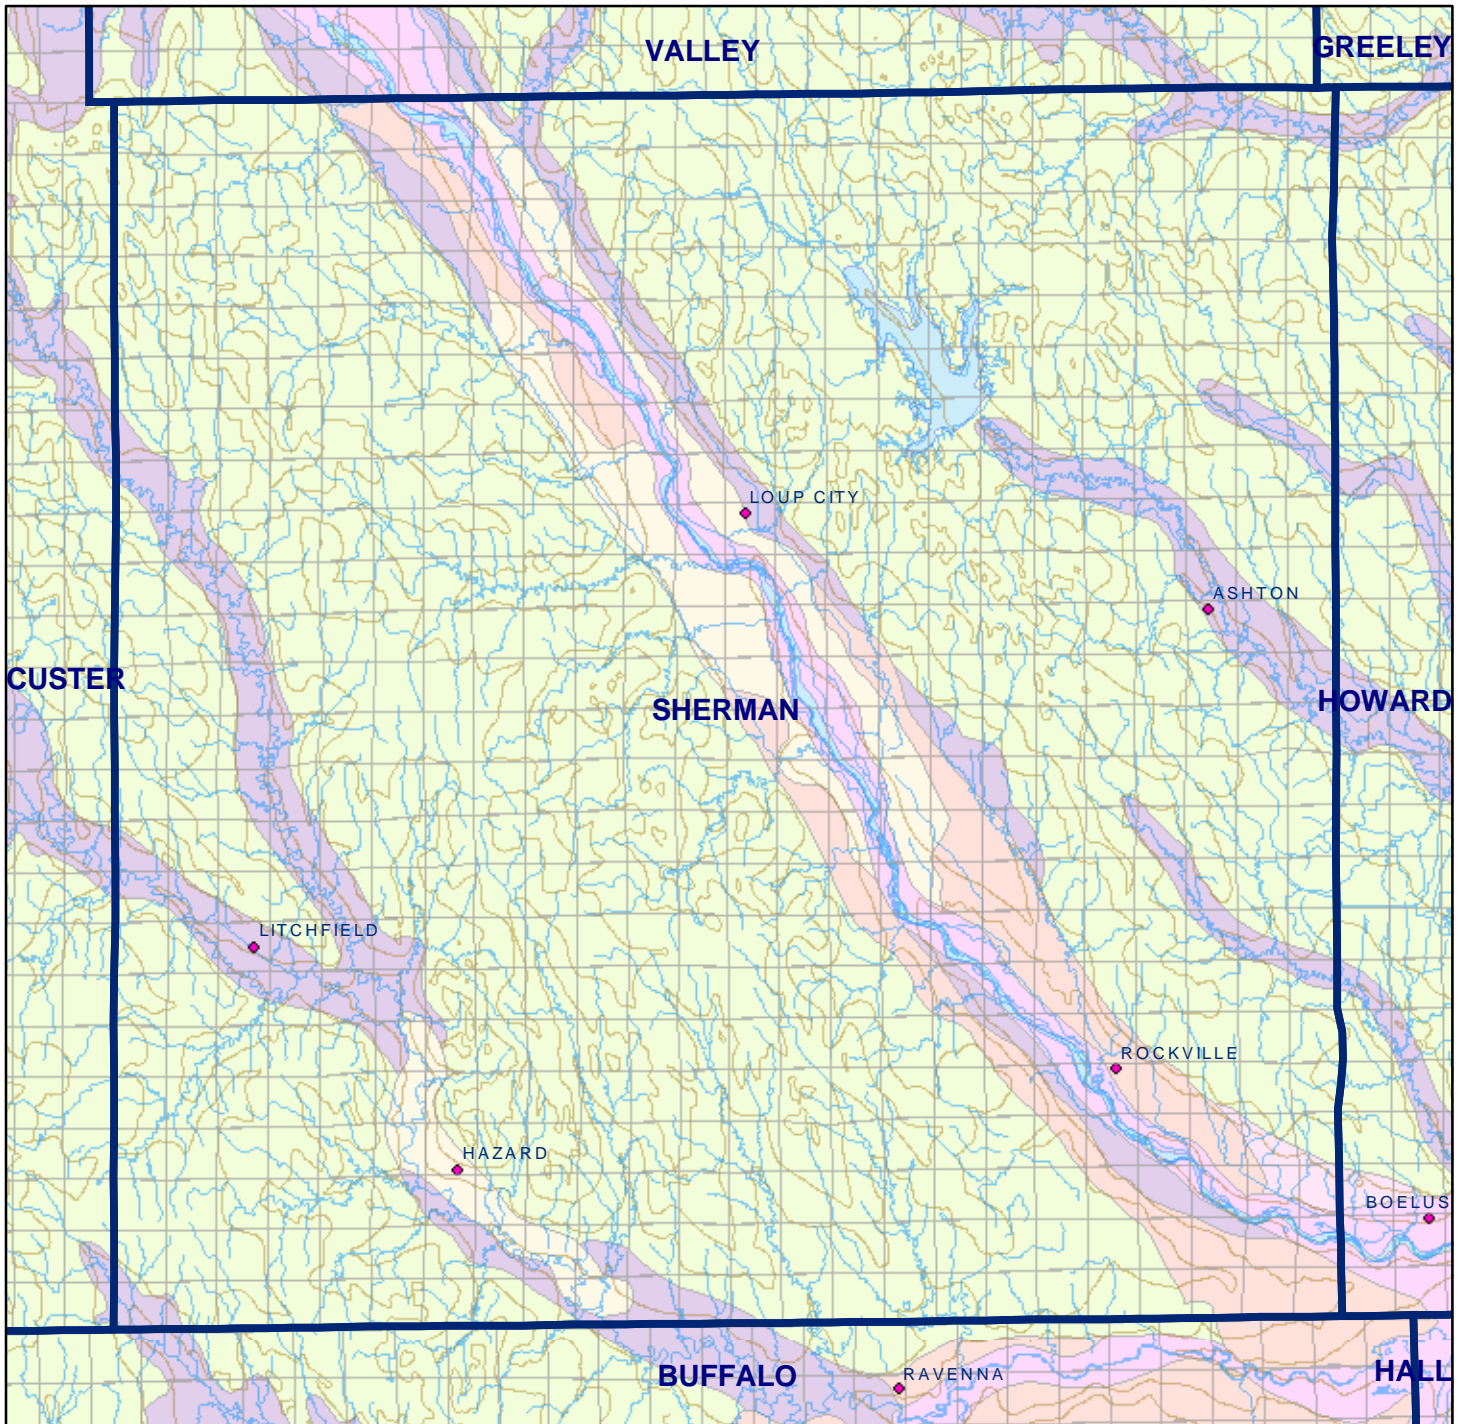 VALLEY
GREELEY
LOUP CITY
ASHTON
CUSTER
HOWARD
SHERMAN
LITCHFIELD
ROCKVILLE
HAZARD
BOELUS
BUFFALO
RAVENNA
HALL